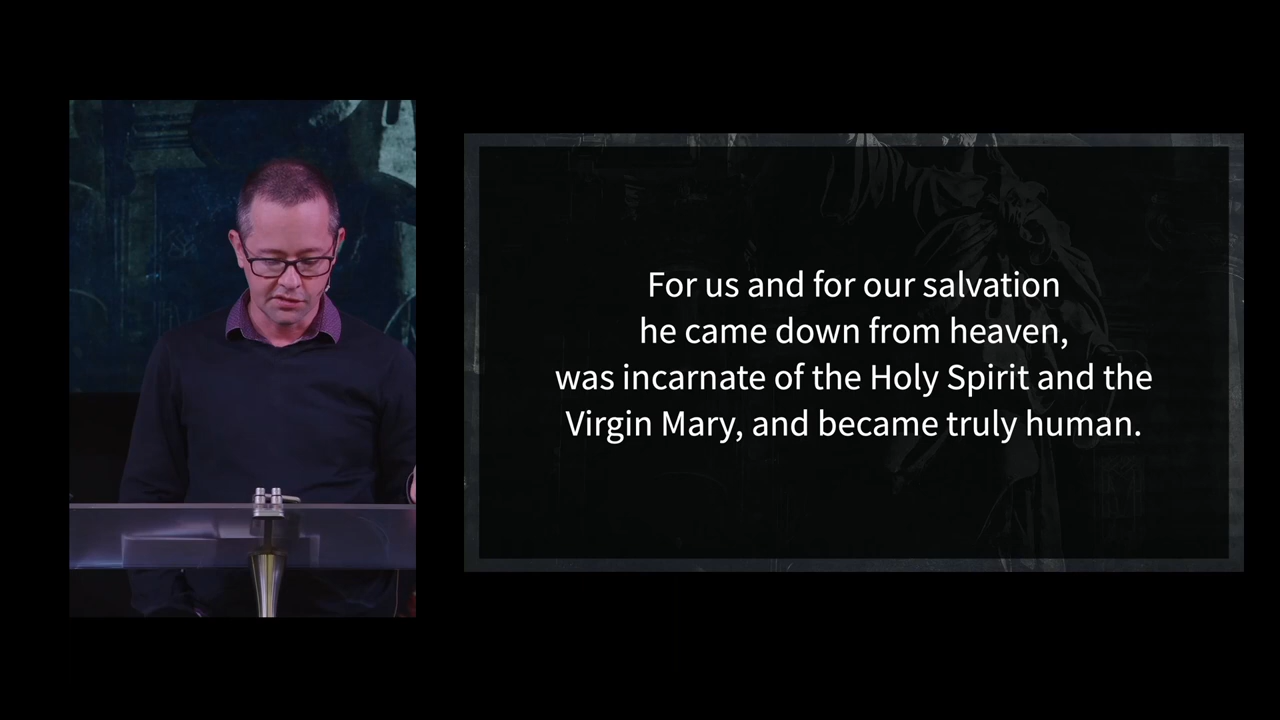 For us and for our salvation
he came down from heaven,
was incarnate of the Holy Spirit and the
Virgin Mary, and became truly human.